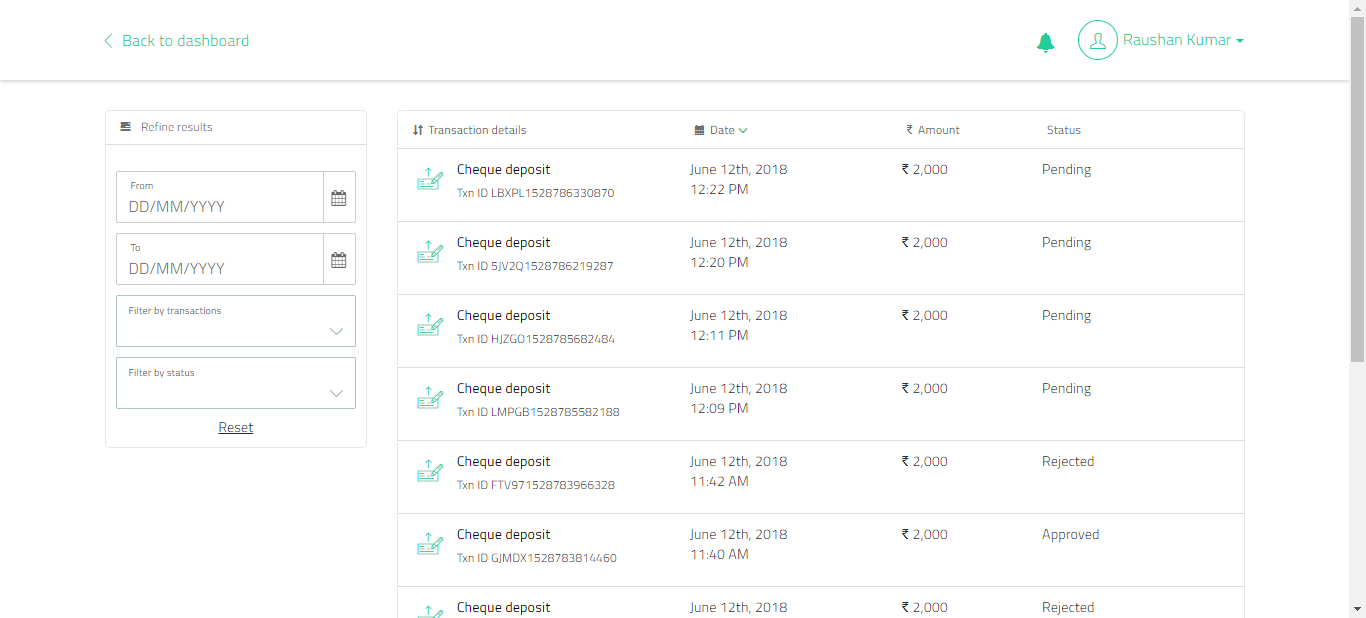 Back to dashboard
Raushan Kumar
Refine results
From
DD/MM/YYYY
To
DD/MM/YYYY
Filter by transactions
Filter by status
Reset
Transaction details Date ₹ Amount Status
Cheque deposit June 12th, 2018 ₹ 2,000 Pending
Txn ID LBXPL1528786330870 12:22 PM
Cheque deposit June 12th, 2018 ₹ 2,000 Pending
Txn ID 5JV2Q1528786219287 12:20 PM
Cheque deposit June 12th, 2018 ₹ 2,000 Pending
Txn ID HJZGO1528785682484 12:11 PM
Cheque deposit June 12th, 2018 ₹ 2,000 Pending
Txn ID LMPGB1528785582188 12:09 PM
Cheque deposit June 12th, 2018 ₹ 2,000 Rejected
Txn ID FTV971528783966328 11:42 AM
Cheque deposit June 12th, 2018 ₹ 2,000 Approved
Txn ID GJMDX1528783814460 11:40 AM
Cheque deposit June 12th, 2018 ₹ 2,000 Rejected